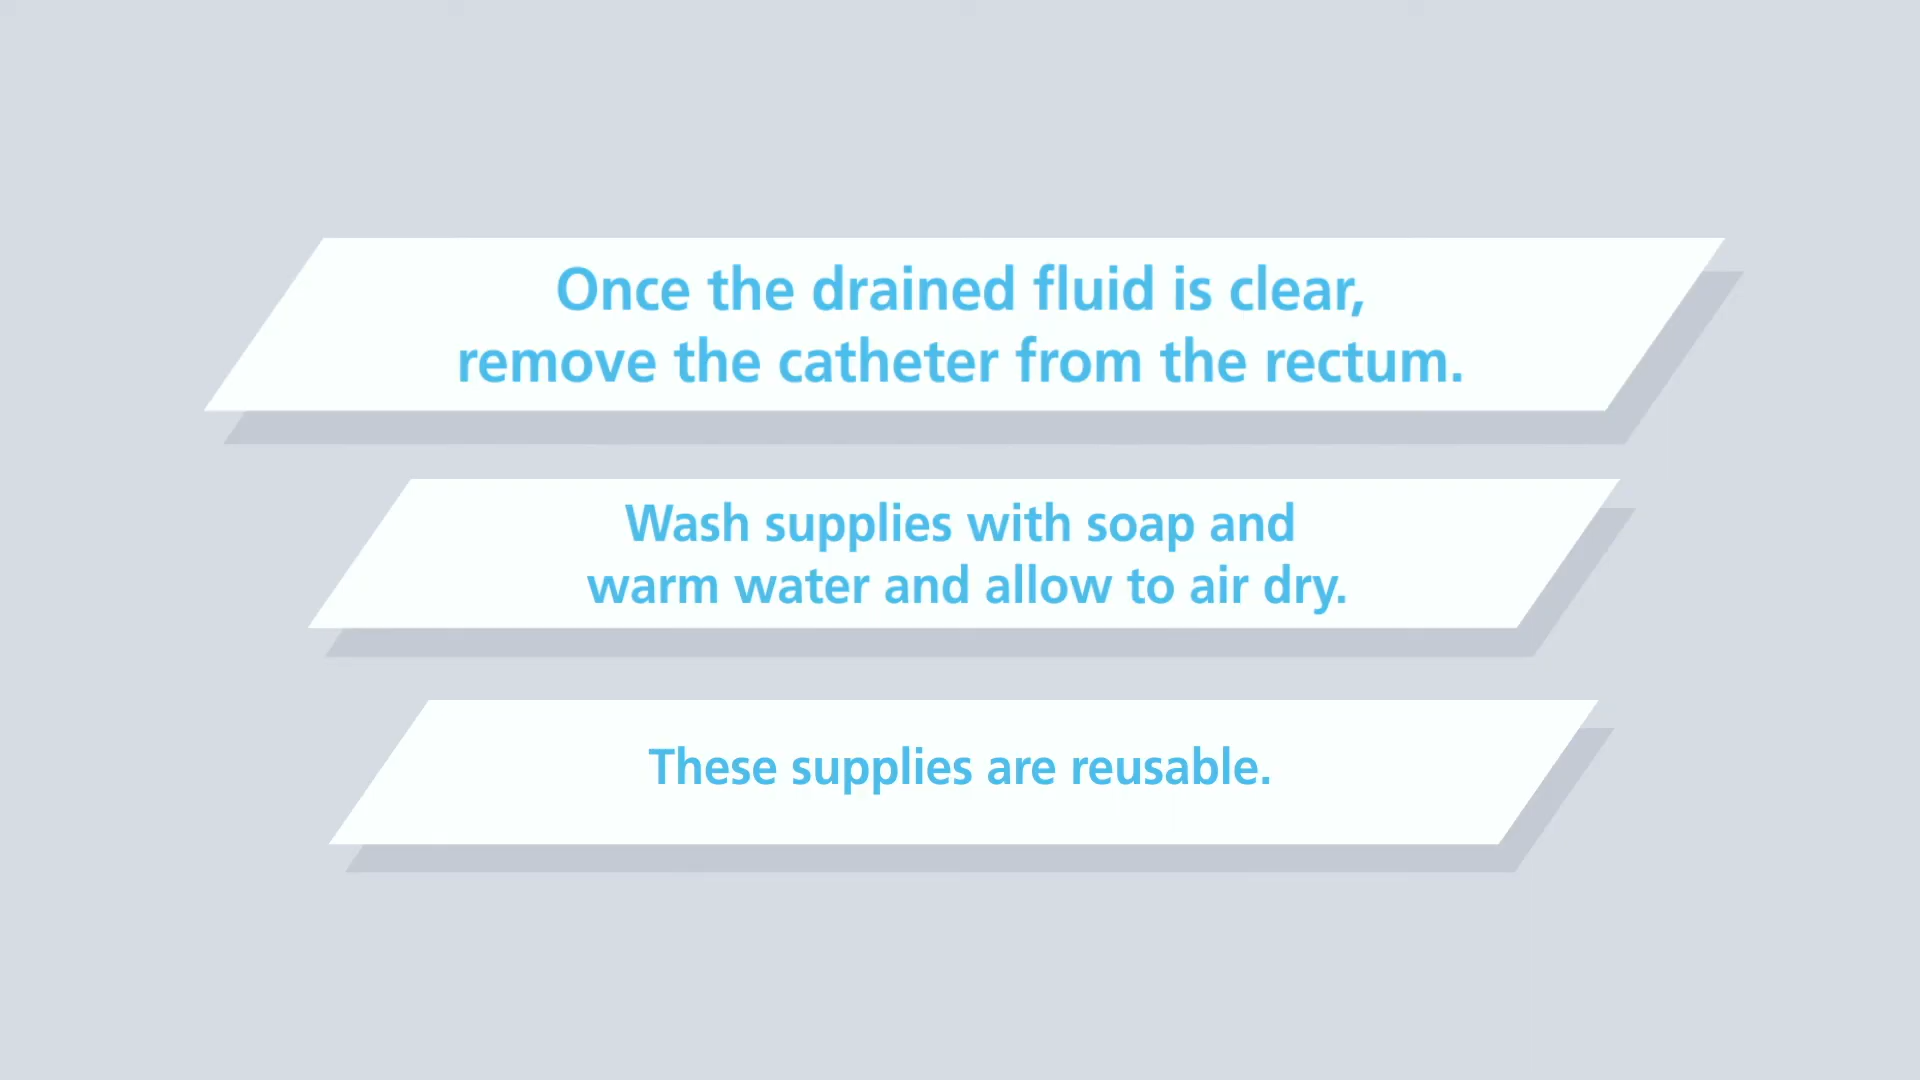 Once the drained fluid is clear,
remove the catheter from the rectum.
Wash supplies with soap and
warm water and allow to air dry.
These supplies are reusable.